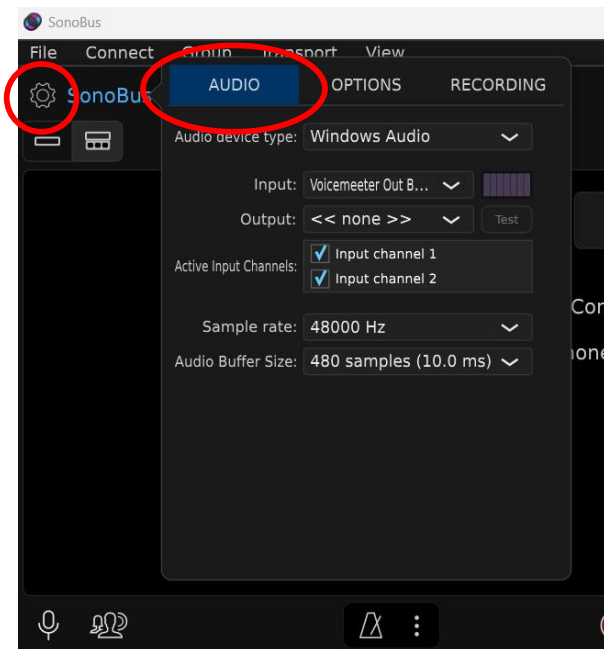 SonoBus
File Connect Group Transport View
SonoBus
AUDIO OPTIONS RECORDING
Audio device type: Windows Audio
Input: Voicemeeter Out B...
Output: << none >> Test
Active Input Channels: Input channel 1
Input channel 2
Sample rate: 48000 Hz
Audio Buffer Size: 480 samples (10.0 ms)